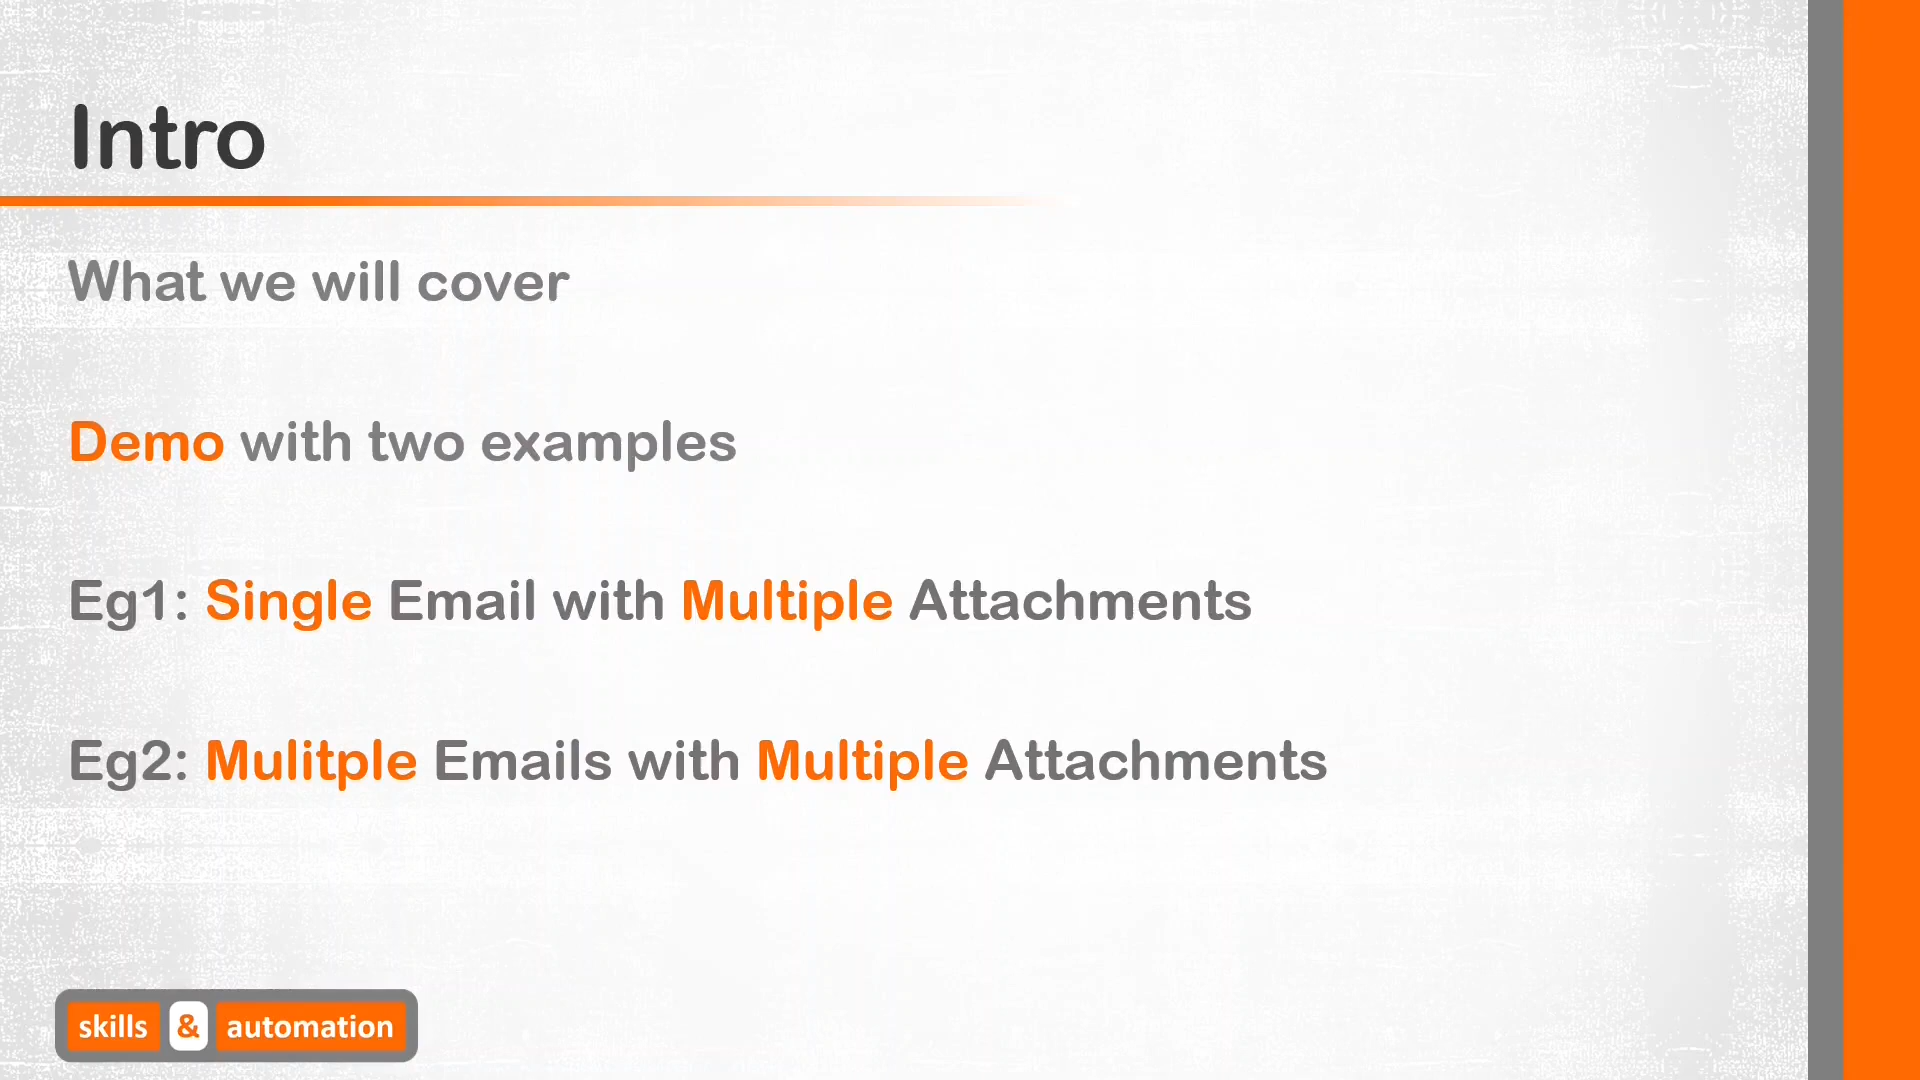 Intro
What we will cover
Demo with two examples
Eg1: Single Email with Multiple Attachments
Eg2: Mulitple Emails with Multiple Attachments
skills & automation